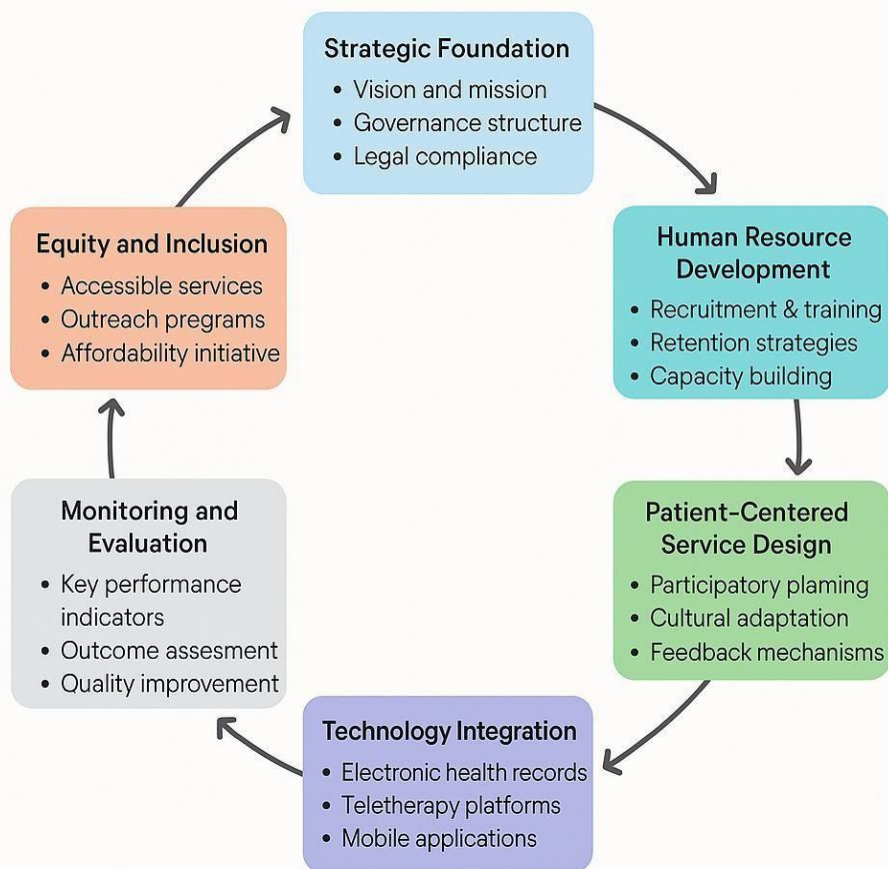 Strategic Foundation
• Vision and mission
• Governance structure
• Legal compliance
Human Resource
Development
• Recruitment & training
• Retention strategies
• Capacity building
Patient-Centered
Service Design
• Participatory plaming
• Cultural adaptation
• Feedback mechanisms
Technology Integration
• Electronic health records
• Teletherapy platforms
• Mobile applications
Monitoring and
Evaluation
• Key performance
indicators
• Outcome assesment
• Quality improvement
Equity and Inclusion
• Accessible services
• Outreach pregrams
• Affordability initiative